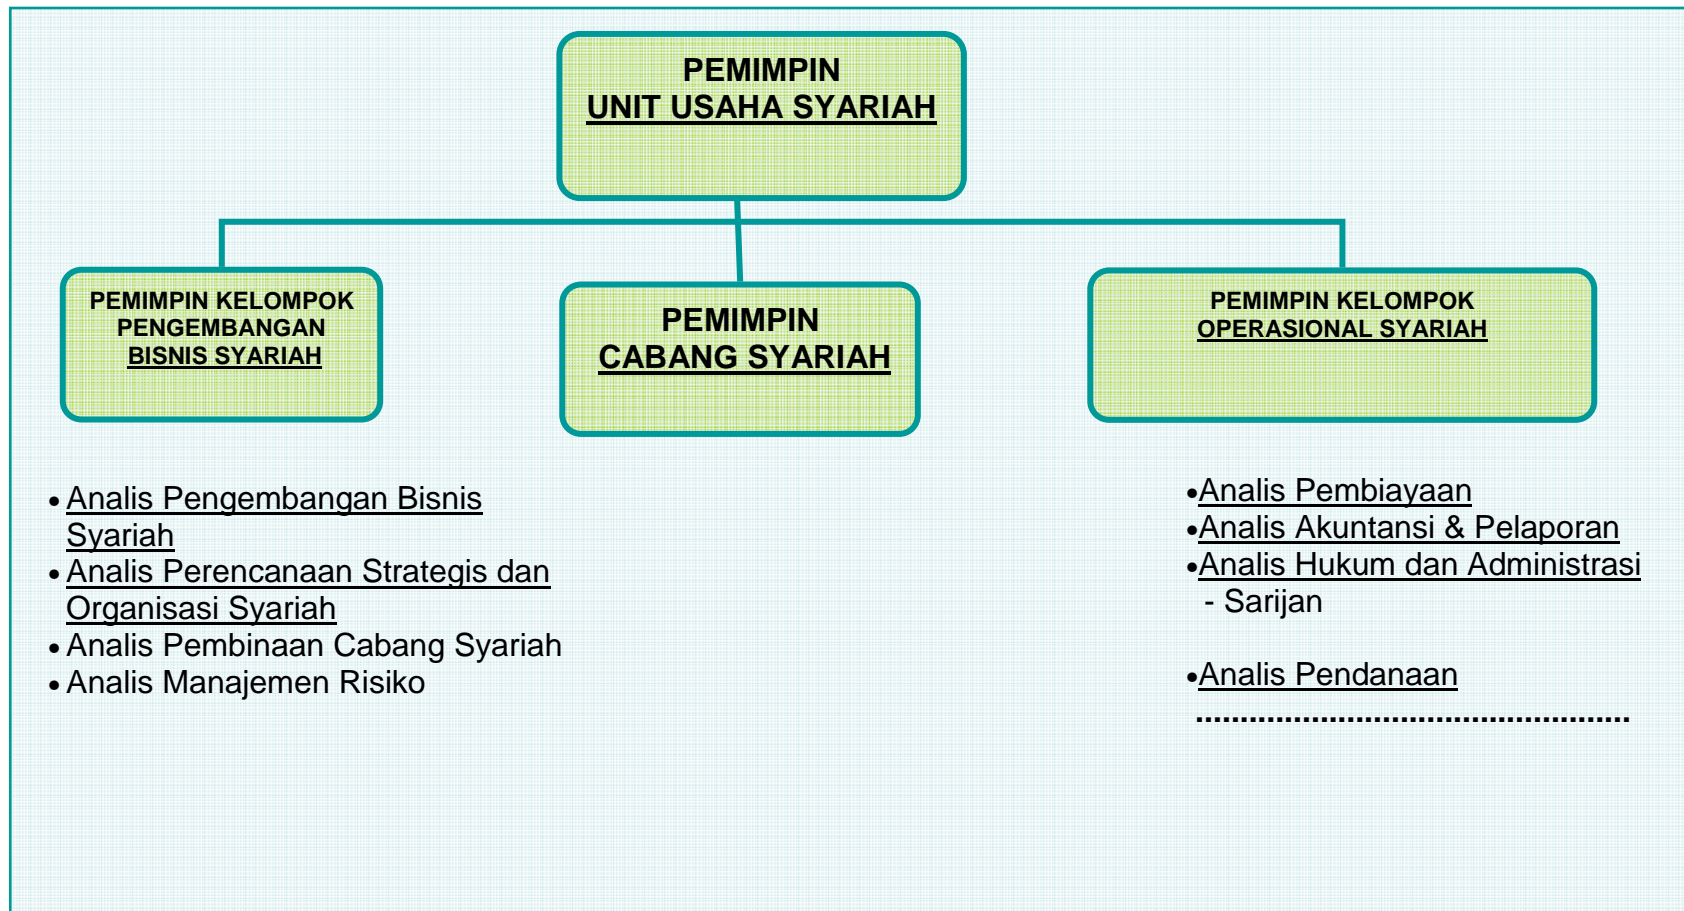 PEMIMPIN
UNIT USAHA SYARIAH
PEMIMPIN KELOMPOK
PENGEMBANGAN
BISNIS SYARIAH
PEMIMPIN
CABANG SYARIAH
PEMIMPIN KELOMPOK
OPERASIONAL SYARIAH
• Analis Pengembangan Bisnis
Syariah
• Analis Perencanaan Strategis dan
Organisasi Syariah
• Analis Pembinaan Cabang Syariah
• Analis Manajemen Risiko
•Analis Pembiayaan
•Analis Akuntansi & Pelaporan
•Analis Hukum dan Administrasi
- Sarijan
•Analis Pendanaan
.................................................